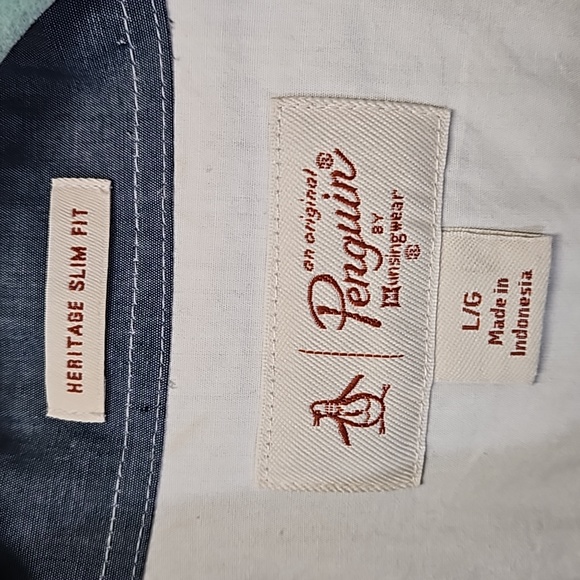 HERITAGE SLIM FIT
an original
Penguin®
BY
Munsingwear®
L/G
Made in
Indonesia